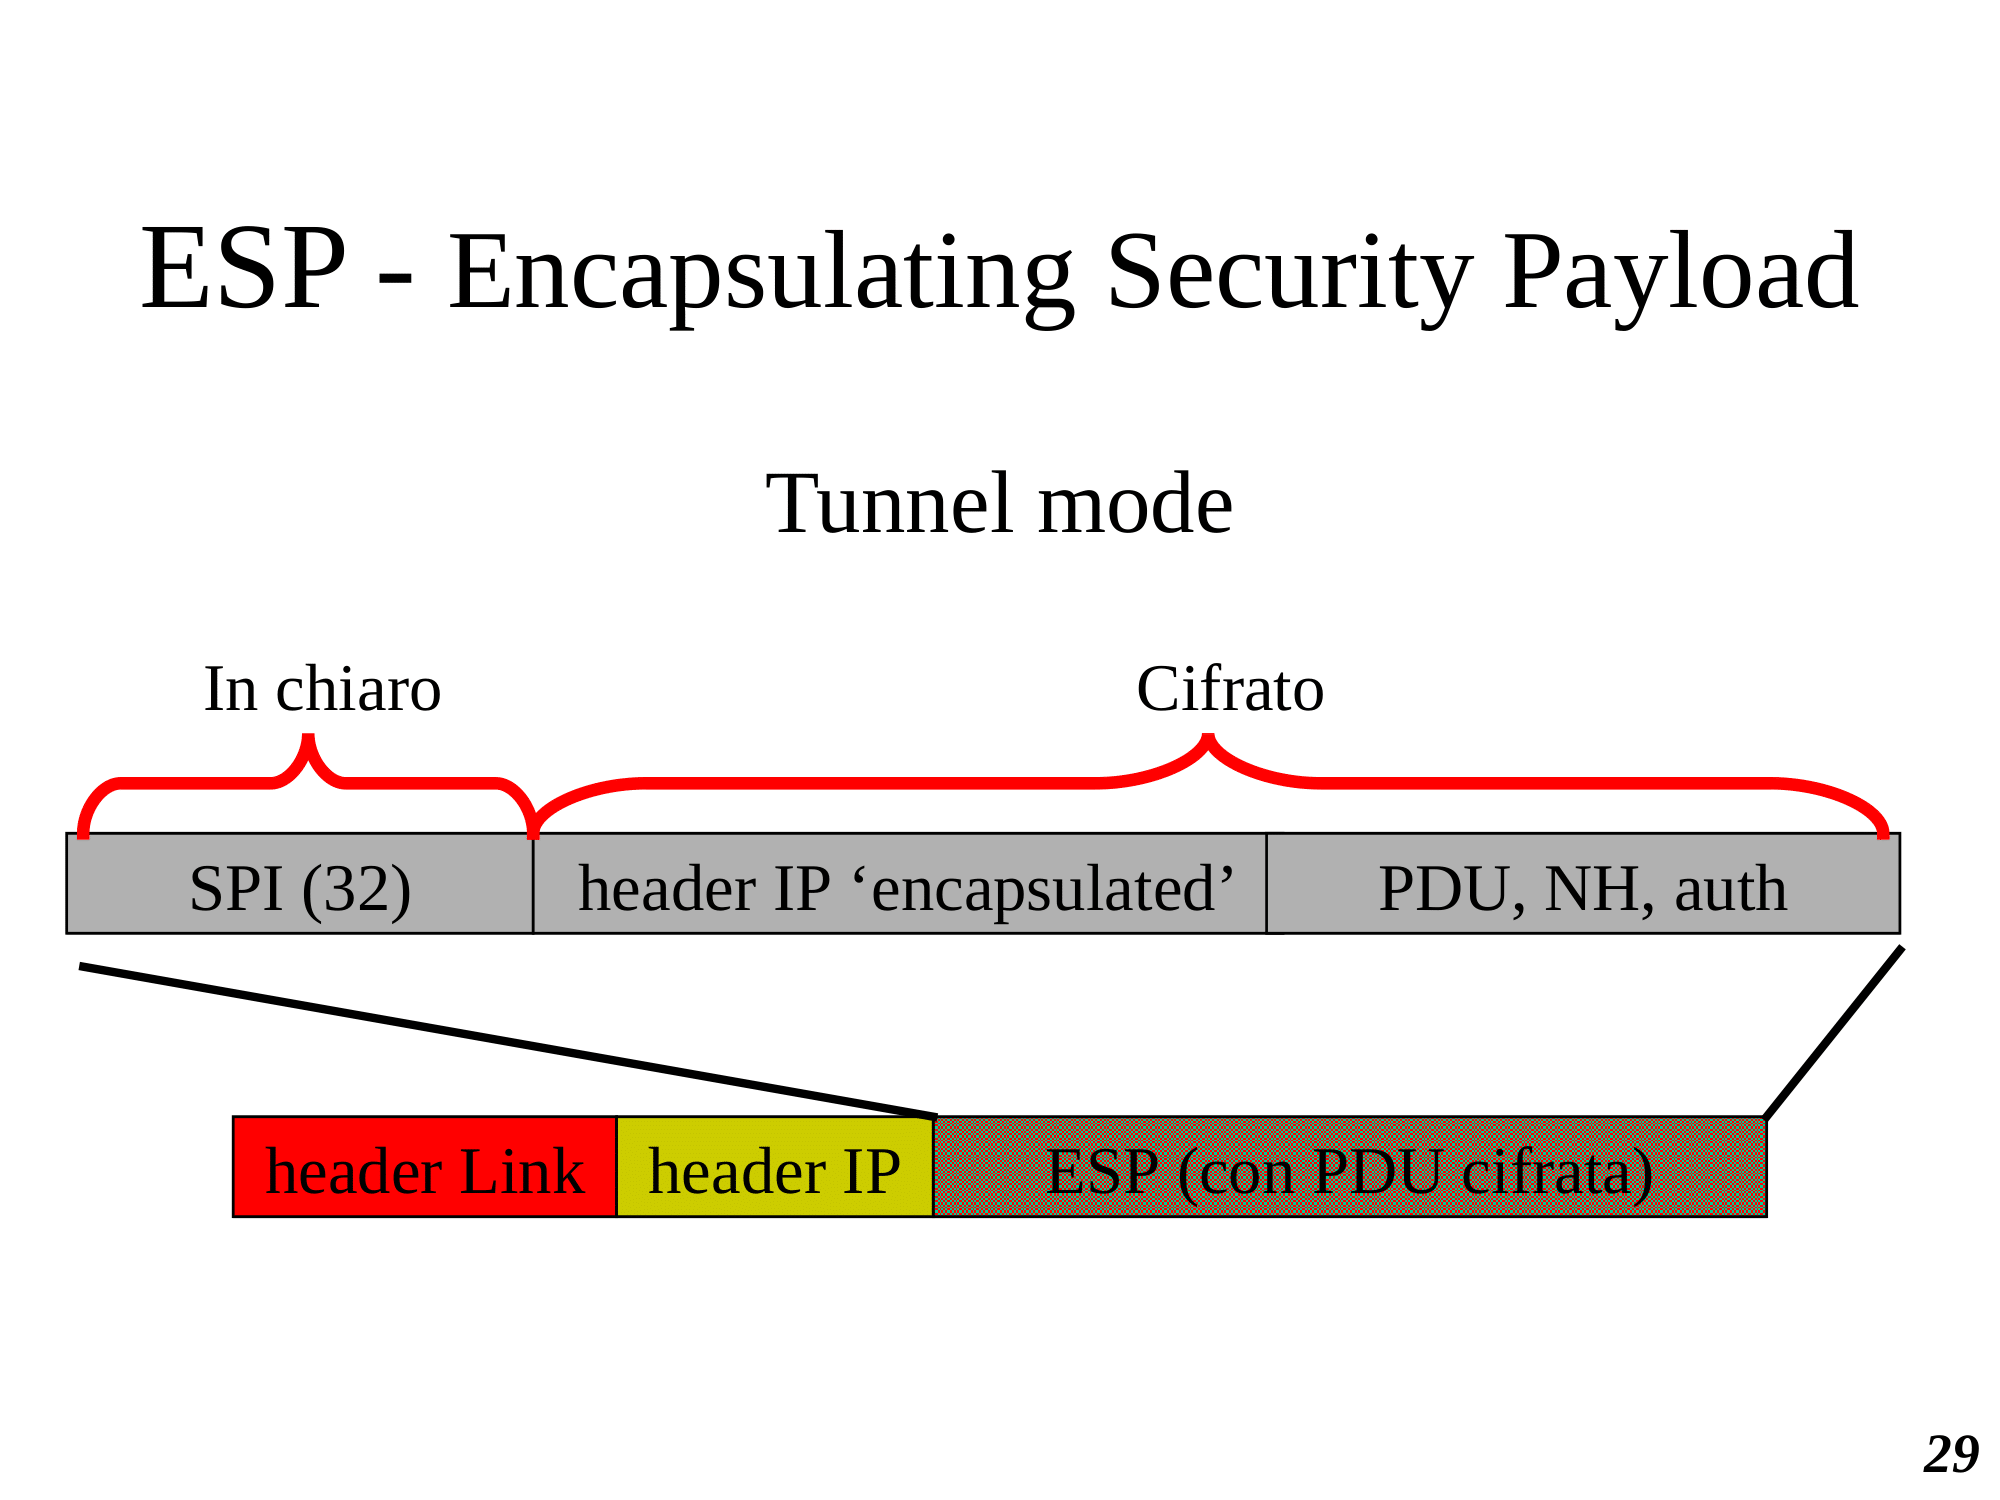 ESP - Encapsulating Security Payload
Tunnel mode
In chiaro
Cifrato
SPI (32)
header IP ‘encapsulated’
PDU, NH, auth
header Link
header IP
ESP (con PDU cifrata)
29